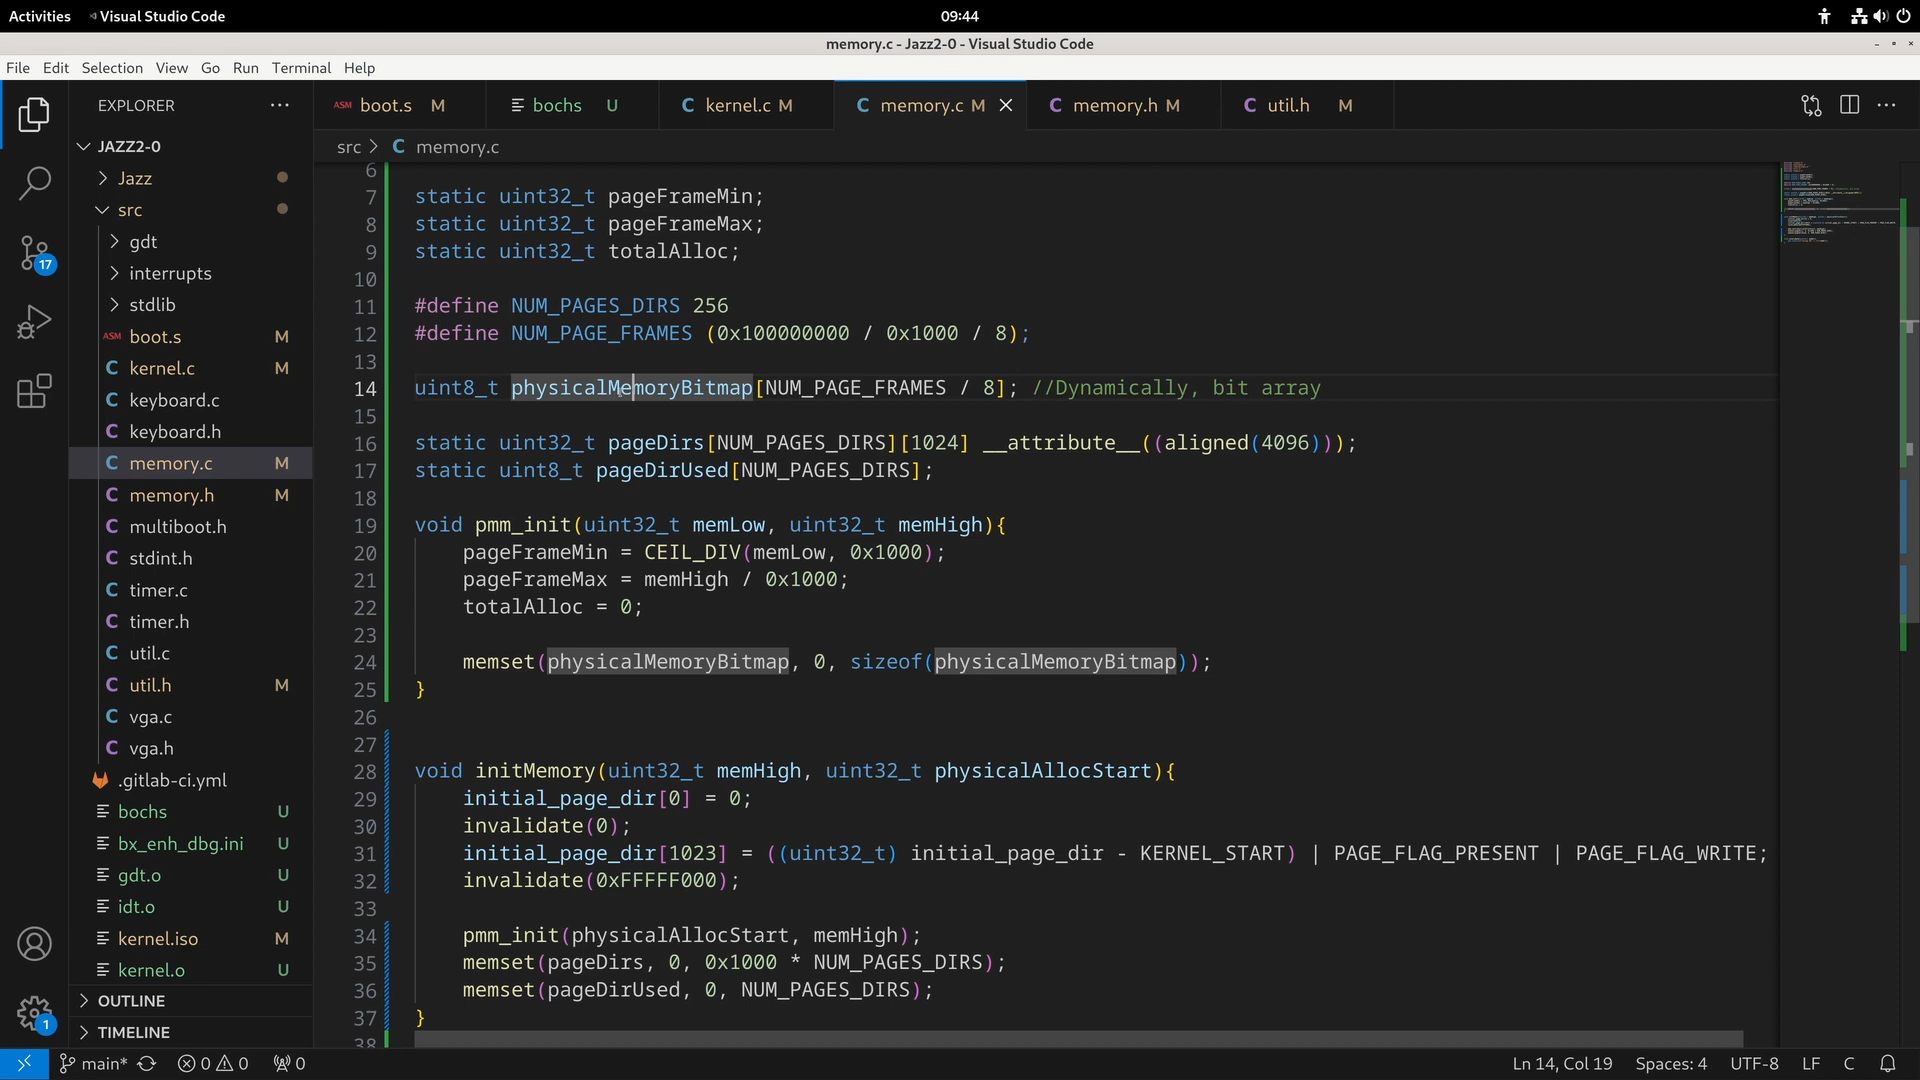 Activities
Visual Studio Code
09:44
memory.c - Jazz2-0 - Visual Studio Code
File Edit Selection View Go Run Terminal Help
EXPLORER
JAZZ2-0
Jazz
src
gdt
interrupts
stdlib
ASM boot.s M
C kernel.c M
C keyboard.c
C keyboard.h
C memory.c M
C memory.h M
C multiboot.h
C stdint.h
C timer.c
C timer.h
C util.c
C util.h M
C vga.c
C vga.h
.gitlab-ci.yml
bochs U
bx_enh_dbg.ini U
gdt.o U
idt.o U
kernel.iso M
kernel.o U
OUTLINE
TIMELINE
17
1
ASM boot.s M
bochs U
C kernel.c M
C memory.c M
C memory.h M
C util.h M
src > C memory.c
6
7 static uint32_t pageFrameMin;
8 static uint32_t pageFrameMax;
9 static uint32_t totalAlloc;
10
11 #define NUM_PAGES_DIRS 256
12 #define NUM_PAGE_FRAMES (0x100000000 / 0x1000 / 8);
13
14 uint8_t physicalMemoryBitmap[NUM_PAGE_FRAMES / 8]; //Dynamically, bit array
15
16 static uint32_t pageDirs[NUM_PAGES_DIRS][1024] __attribute__((aligned(4096)));
17 static uint8_t pageDirUsed[NUM_PAGES_DIRS];
18
19 void pmm_init(uint32_t memLow, uint32_t memHigh){
20 pageFrameMin = CEIL_DIV(memLow, 0x1000);
21 pageFrameMax = memHigh / 0x1000;
22 totalAlloc = 0;
23
24 memset(physicalMemoryBitmap, 0, sizeof(physicalMemoryBitmap));
25 }
26
27
28 void initMemory(uint32_t memHigh, uint32_t physicalAllocStart){
29 initial_page_dir[0] = 0;
30 invalidate(0);
31 initial_page_dir[1023] = ((uint32_t) initial_page_dir - KERNEL_START) | PAGE_FLAG_PRESENT | PAGE_FLAG_WRITE;
32 invalidate(0xFFFFF000);
33
34 pmm_init(physicalAllocStart, memHigh);
35 memset(pageDirs, 0, 0x1000 * NUM_PAGES_DIRS);
36 memset(pageDirUsed, 0, NUM_PAGES_DIRS);
37 }
38
main* 0 0 0
Ln 14, Col 19 Spaces: 4 UTF-8 LF C